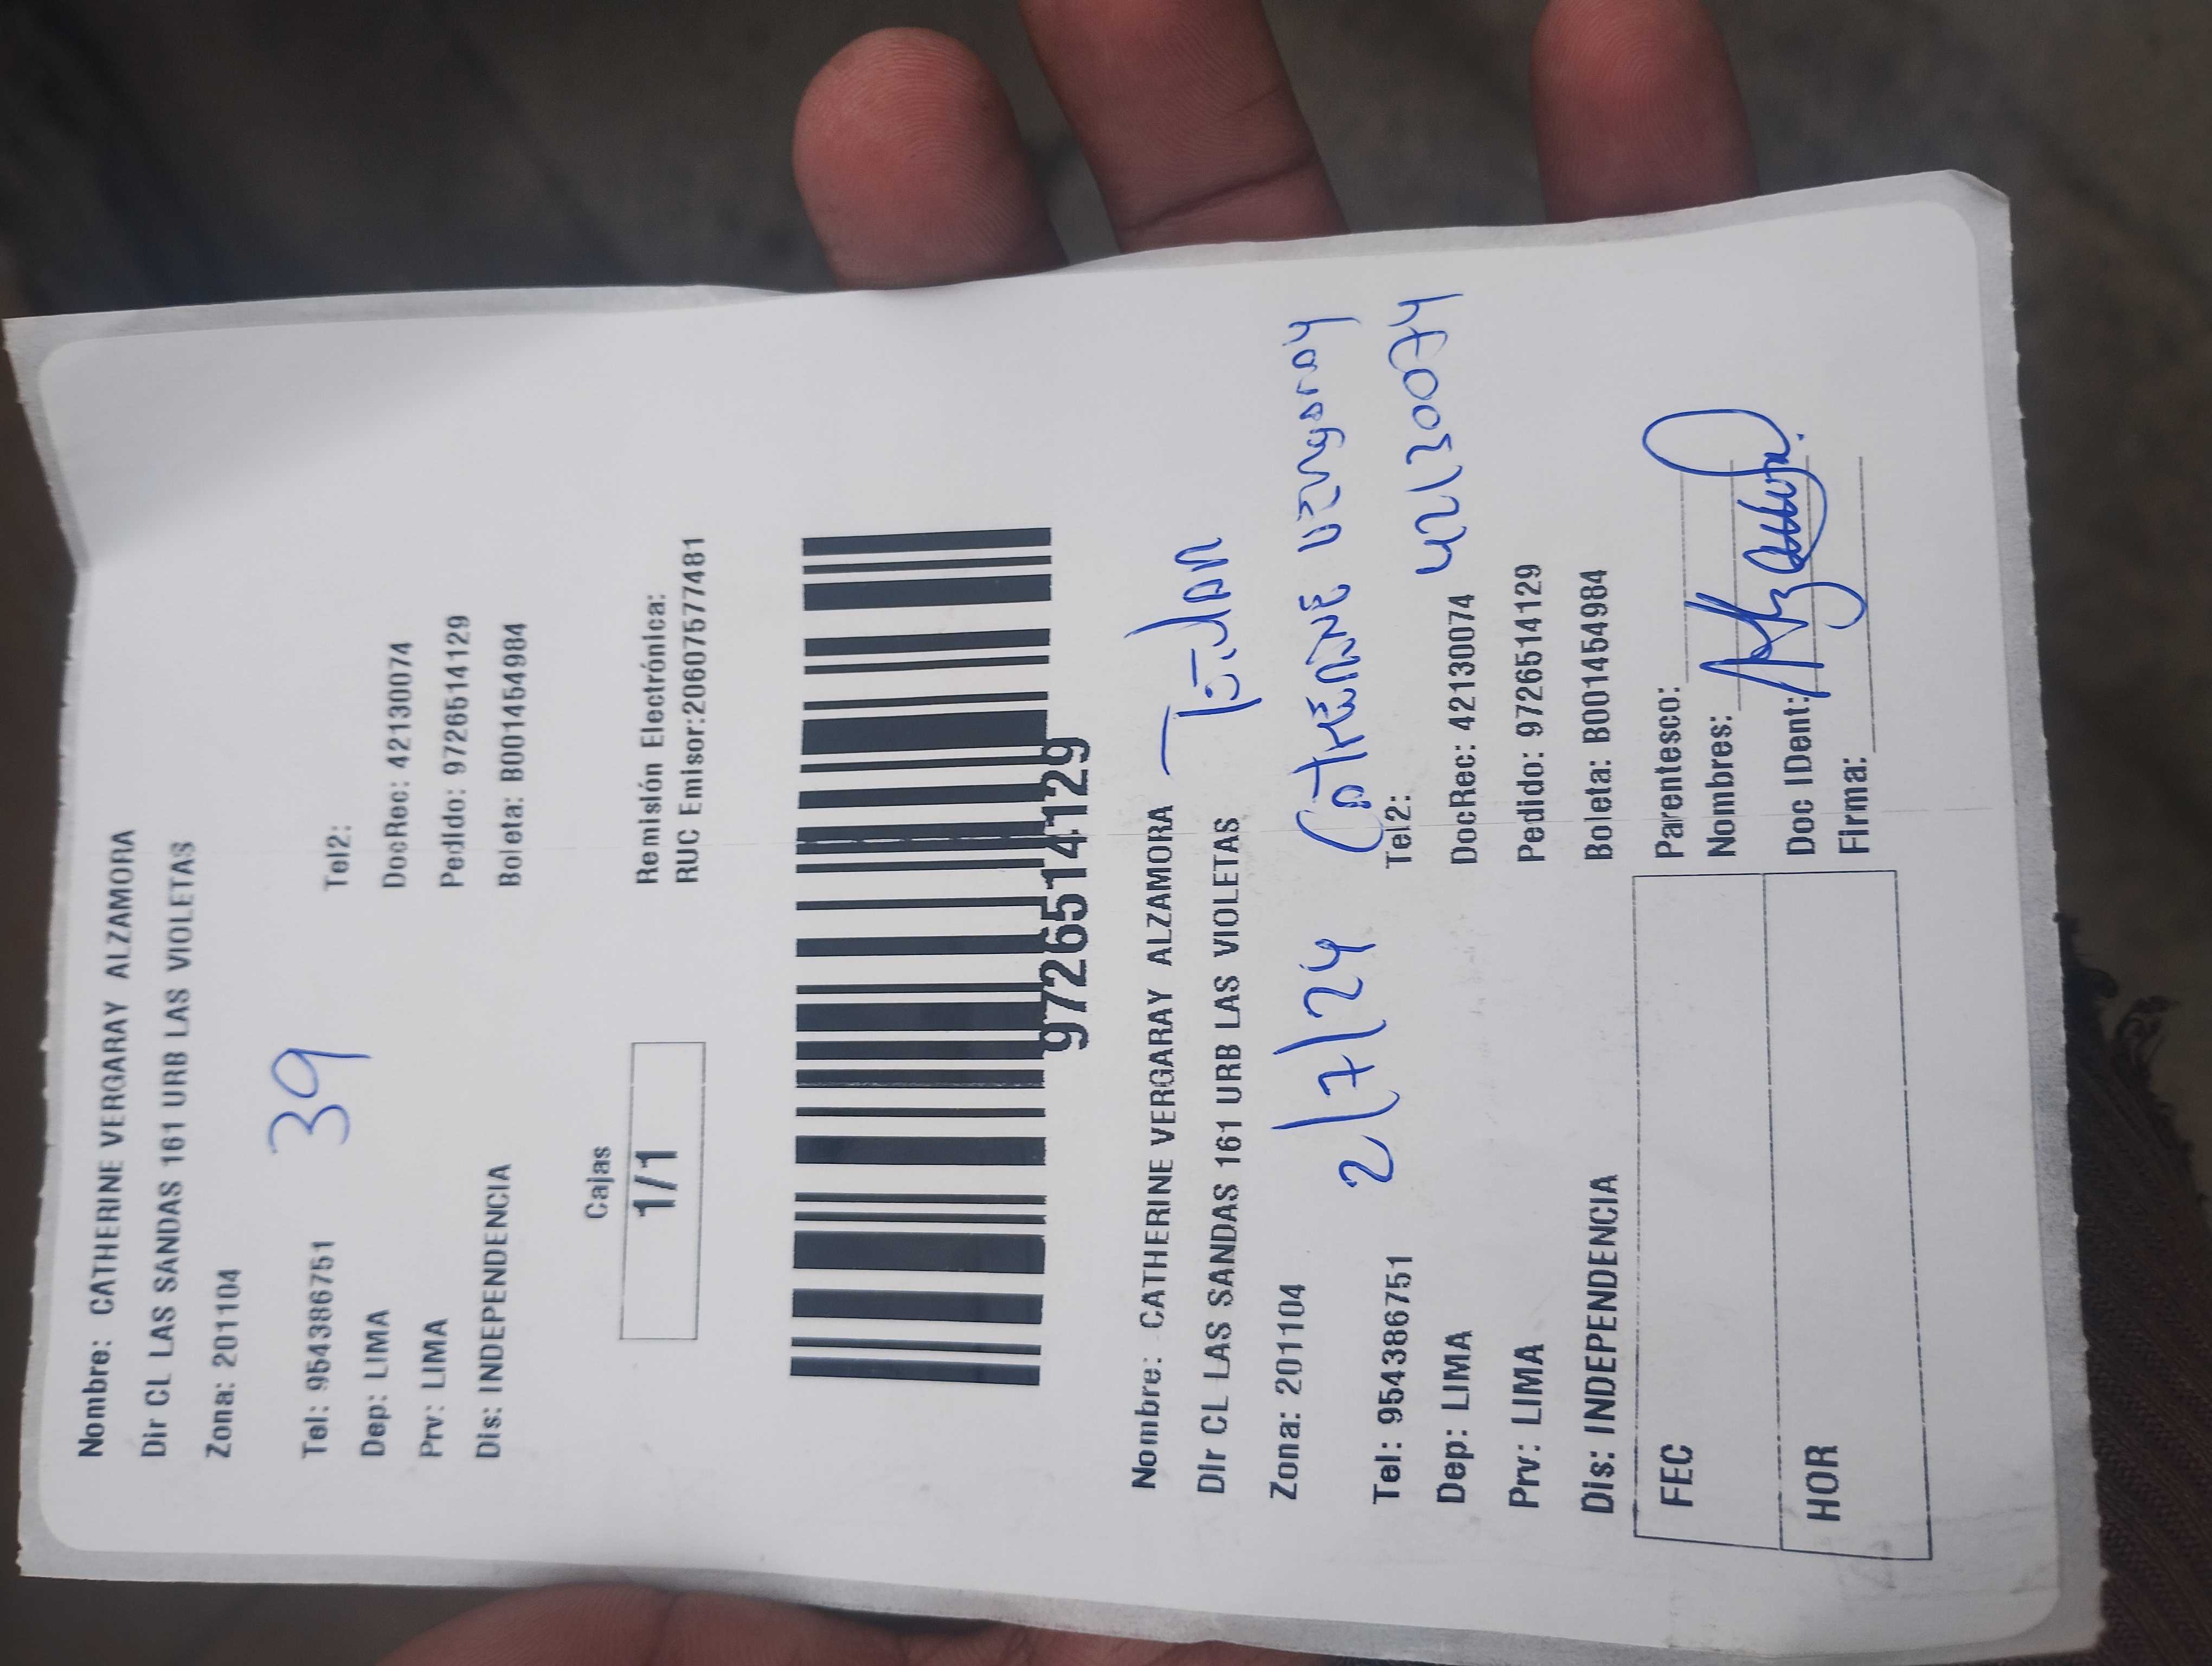 Nombre: CATHERINE VERGARAY ALZAMORA
Dir CL LAS SANDAS 161 URB LAS VIOLETAS
Zona: 201104
39
Tel: 954386751 Tel2:
Dep: LIMA DocRec: 42130074
Prv: LIMA Pedido: 9726514129
Dis: INDEPENDENCIA Boleta: B001454984
Cajas
1/1
Remisión Electrónica:
RUC Emisor:20607577481
9726514129
Nombre: CATHERINE VERGARAY ALZAMORA
Dir CL LAS SANDAS 161 URB LAS VIOLETAS
Zona: 201104
2/7/24 CATHERINE VERGARAY
Tel: 954386751 Tel2:
42130074
Dep: LIMA DocRec: 42130074
Prv: LIMA Pedido: 9726514129
Dis: INDEPENDENCIA Boleta: B001454984
FEC Parentesco:
Nombres:
HOR Doc IDent:
Firma: